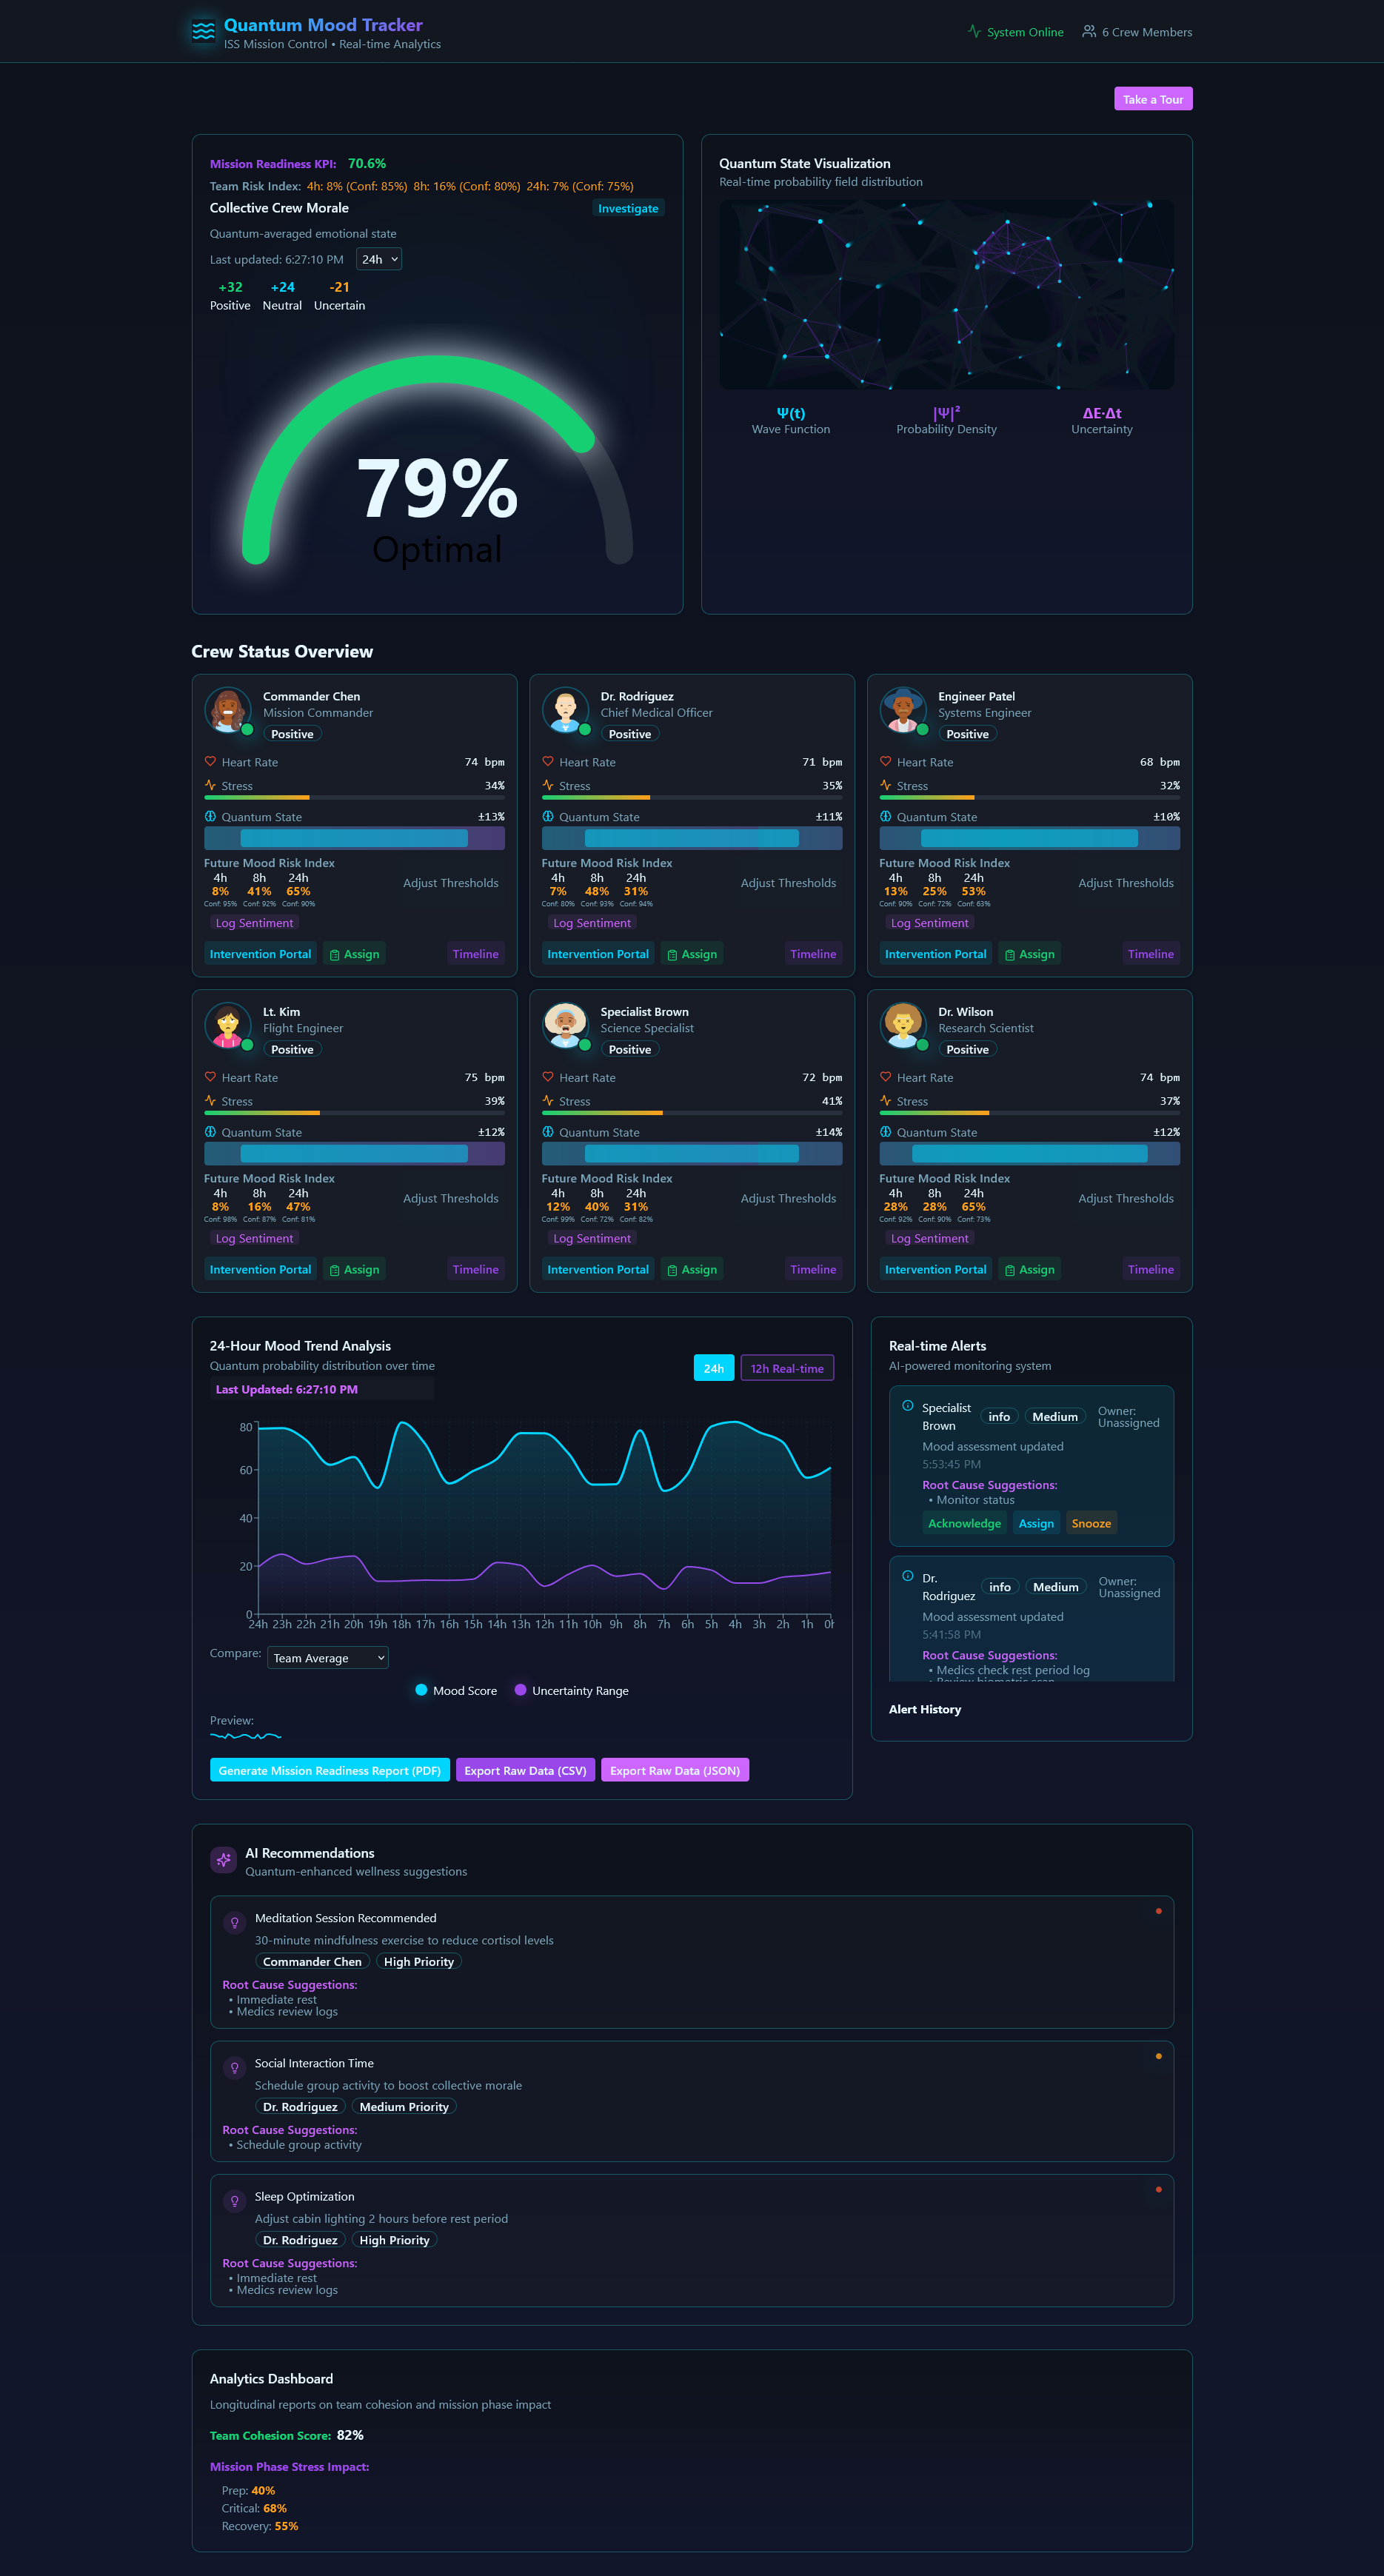 Quantum Mood Tracker
ISS Mission Control • Real-time Analytics
System Online
6 Crew Members
Take a Tour
Mission Readiness KPI: 70.6%
Team Risk Index: 4h: 8% (Conf: 85%) 8h: 16% (Conf: 80%) 24h: 7% (Conf: 75%)
Collective Crew Morale
Investigate
Quantum-averaged emotional state
Last updated: 6:27:10 PM 24h
+32 +24 -21
Positive Neutral Uncertain
79%
Optimal
Quantum State Visualization
Real-time probability field distribution
Ψ(t) |Ψ|² ΔE·Δt
Wave Function Probability Density Uncertainty
Crew Status Overview
Commander Chen
Mission Commander
Positive
Heart Rate 74 bpm
Stress 34%
Quantum State ±13%
Future Mood Risk Index
4h 8h 24h
8% 41% 65%
Conf: 95% Conf: 92% Conf: 90%
Adjust Thresholds
Log Sentiment
Intervention Portal Assign Timeline
Dr. Rodriguez
Chief Medical Officer
Positive
Heart Rate 71 bpm
Stress 35%
Quantum State ±11%
Future Mood Risk Index
4h 8h 24h
7% 48% 31%
Conf: 80% Conf: 93% Conf: 94%
Adjust Thresholds
Log Sentiment
Intervention Portal Assign Timeline
Engineer Patel
Systems Engineer
Positive
Heart Rate 68 bpm
Stress 32%
Quantum State ±10%
Future Mood Risk Index
4h 8h 24h
13% 25% 53%
Conf: 90% Conf: 72% Conf: 63%
Adjust Thresholds
Log Sentiment
Intervention Portal Assign Timeline
Lt. Kim
Flight Engineer
Positive
Heart Rate 75 bpm
Stress 39%
Quantum State ±12%
Future Mood Risk Index
4h 8h 24h
8% 16% 47%
Conf: 98% Conf: 87% Conf: 81%
Adjust Thresholds
Log Sentiment
Intervention Portal Assign Timeline
Specialist Brown
Science Specialist
Positive
Heart Rate 72 bpm
Stress 41%
Quantum State ±14%
Future Mood Risk Index
4h 8h 24h
12% 40% 31%
Conf: 99% Conf: 72% Conf: 82%
Adjust Thresholds
Log Sentiment
Intervention Portal Assign Timeline
Dr. Wilson
Research Scientist
Positive
Heart Rate 74 bpm
Stress 37%
Quantum State ±12%
Future Mood Risk Index
4h 8h 24h
28% 28% 65%
Conf: 92% Conf: 90% Conf: 73%
Adjust Thresholds
Log Sentiment
Intervention Portal Assign Timeline
24-Hour Mood Trend Analysis
Quantum probability distribution over time
Last Updated: 6:27:10 PM
24h 12h Real-time
80
60
40
20
0
24h 23h 22h 21h 20h 19h 18h 17h 16h 15h 14h 13h 12h 11h 10h 9h 8h 7h 6h 5h 4h 3h 2h 1h 0h
Compare: Team Average
Mood Score Uncertainty Range
Preview:
Generate Mission Readiness Report (PDF) Export Raw Data (CSV) Export Raw Data (JSON)
Real-time Alerts
AI-powered monitoring system
Specialist Brown info Medium Owner: Unassigned
Mood assessment updated
5:53:45 PM
Root Cause Suggestions:
• Monitor status
Acknowledge Assign Snooze
Dr. Rodriguez info Medium Owner: Unassigned
Mood assessment updated
5:41:58 PM
Root Cause Suggestions:
• Medics check rest period log
• Review biometric scan
Alert History
AI Recommendations
Quantum-enhanced wellness suggestions
Meditation Session Recommended
30-minute mindfulness exercise to reduce cortisol levels
Commander Chen High Priority
Root Cause Suggestions:
• Immediate rest
• Medics review logs
Social Interaction Time
Schedule group activity to boost collective morale
Dr. Rodriguez Medium Priority
Root Cause Suggestions:
• Schedule group activity
Sleep Optimization
Adjust cabin lighting 2 hours before rest period
Dr. Rodriguez High Priority
Root Cause Suggestions:
• Immediate rest
• Medics review logs
Analytics Dashboard
Longitudinal reports on team cohesion and mission phase impact
Team Cohesion Score: 82%
Mission Phase Stress Impact:
Prep: 40%
Critical: 68%
Recovery: 55%